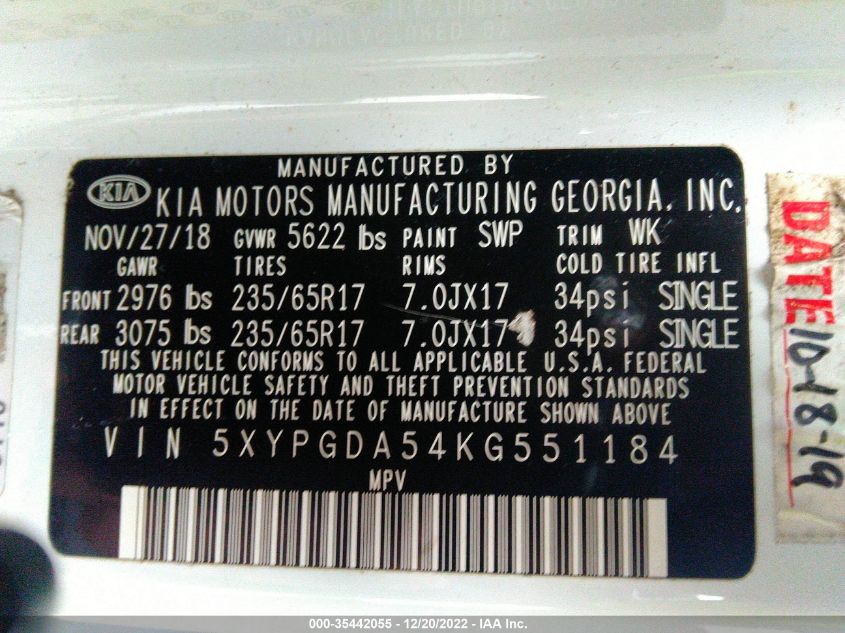 MANUFACTURED BY
KIA KIA MOTORS MANUFACTURING GEORGIA, INC.
NOV/27/18 GVWR 5622 lbs PAINT SWP TRIM WK
GAWR TIRES RIMS COLD TIRE INFL
FRONT 2976 lbs 235/65R17 7.0JX17 34psi SINGLE
REAR 3075 lbs 235/65R17 7.0JX17 34psi SINGLE
THIS VEHICLE CONFORMS TO ALL APPLICABLE U.S.A. FEDERAL
MOTOR VEHICLE SAFETY AND THEFT PREVENTION STANDARDS
IN EFFECT ON THE DATE OF MANUFACTURE SHOWN ABOVE
VIN 5XYPGDA54KG551184
MPV
DATE 10-18-19
000-35442055 - 12/20/2022 - IAA Inc.